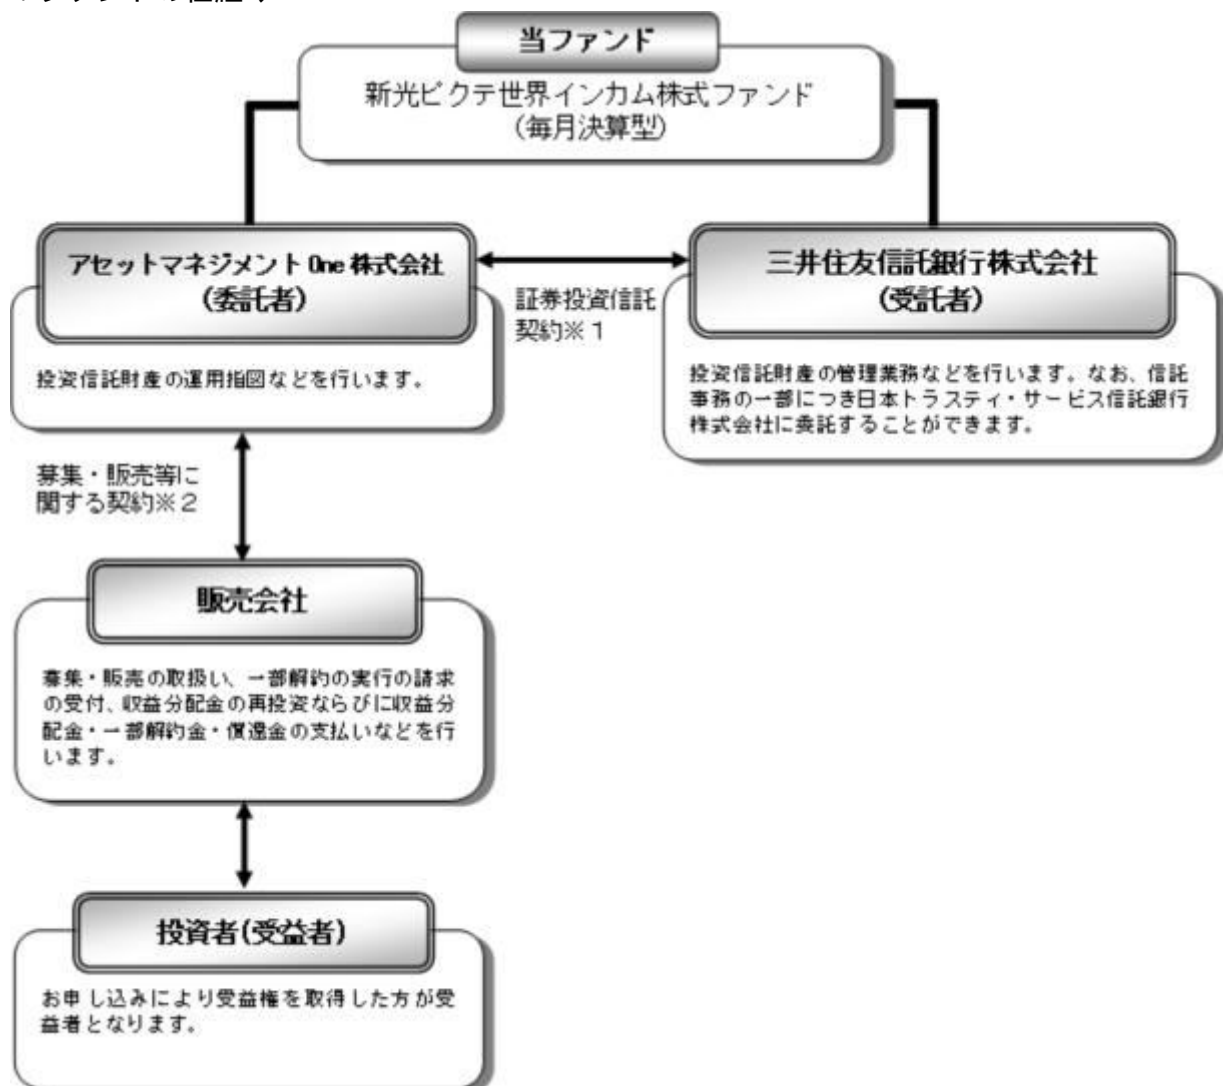 当ファンド
新光ピクテ世界インカム株式ファンド
(毎月決算型)
アセットマネジメント One 株式会社
(委託者)
投資信託財産の運用指図などを行います。
証券投資信託
契約※１
三井住友信託銀行株式会社
(受託者)
投資信託財産の管理業務などを行います。なお、信託
事務の一部につき日本トラスティ・サービス信託銀行
株式会社に委託することができます。
募集・販売等に
関する契約※２
販売会社
募集・販売の取扱い、一部解約の実行の請求
の受付、収益分配金の再投資ならびに収益分
配金・一部解約金・償還金の支払いなどを行
います。
投資者(受益者)
お申し込みにより受益権を取得した方が受
益者となります。